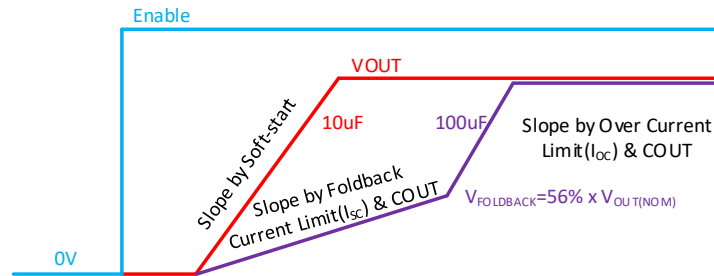 Enable
VOUT
Slope by Soft-start
10uF
100uF
Slope by Over Current
Limit(IOC) & COUT
Slope by Foldback
Current Limit(ISC) & COUT
VFOLDBACK=56% x VOUT(NOM)
0V